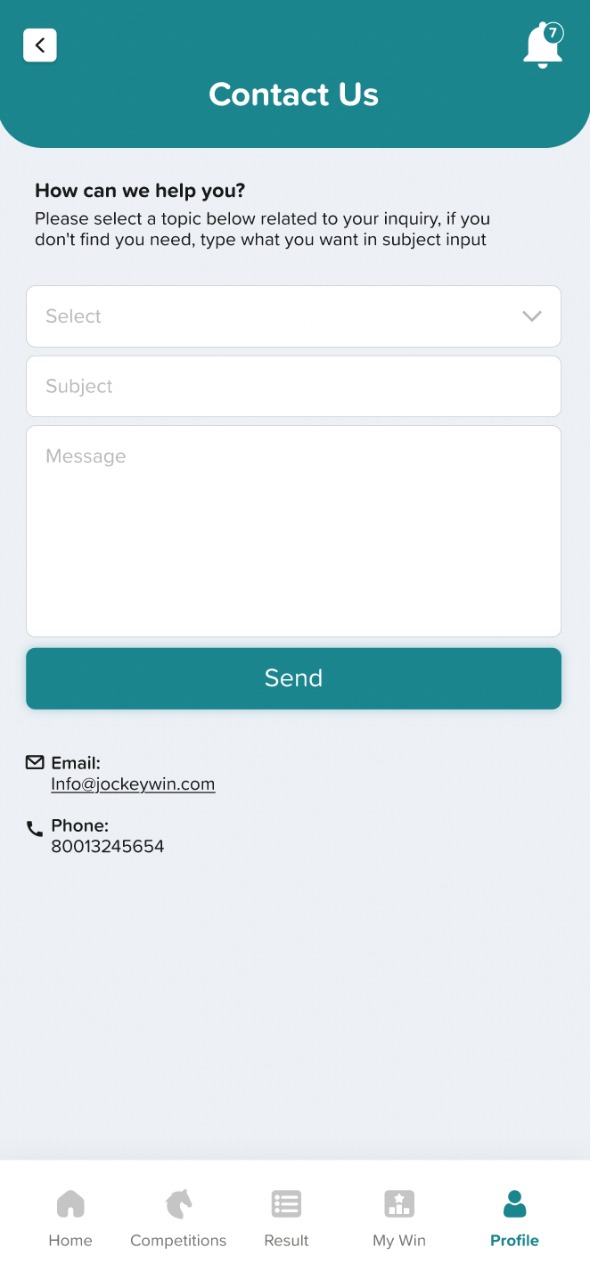 7
Contact Us
How can we help you?
Please select a topic below related to your inquiry, if you
don't find you need, type what you want in subject input
Select
Subject
Message
Send
Email:
Info@jockeywin.com
Phone:
80013245654
Home
Competitions
Result
My Win
Profile